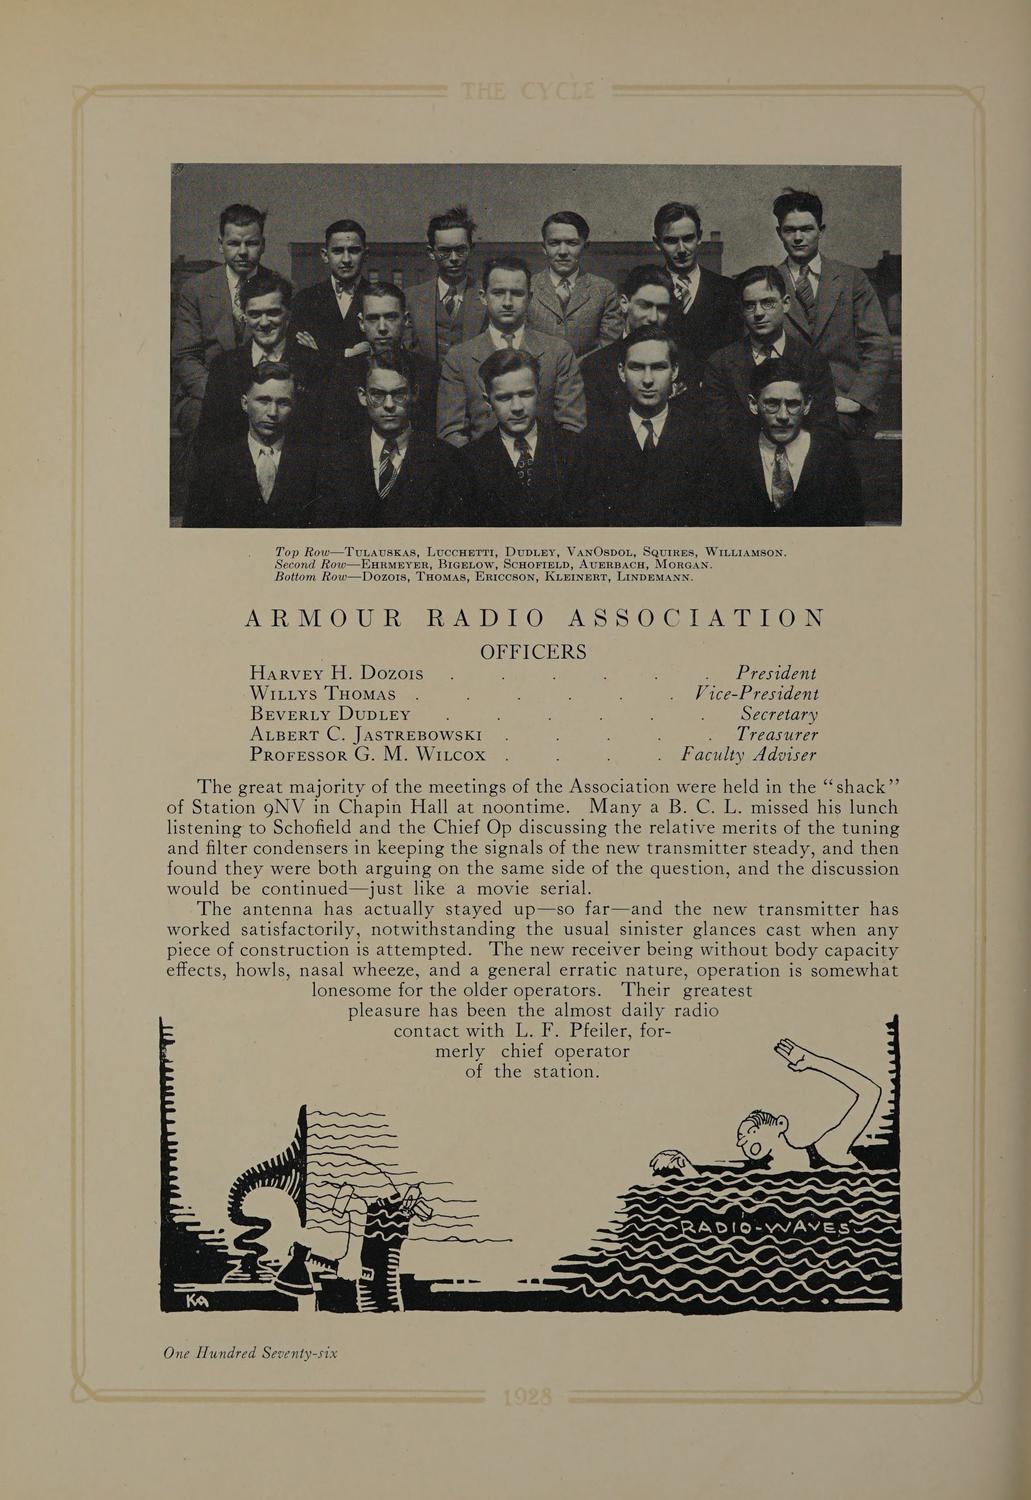 THE CYCLE
Top Row—Tulauskas, Lucchetti, Dudley, VanOsdol, Squires, Williamson.
Second Row—Ehrmeyer, Bigelow, Schofield, Auerbach, Morgan.
Bottom Row—Dozois, Thomas, Ericcson, Kleinert, Lindemann.
ARMOUR RADIO ASSOCIATION
OFFICERS
Harvey H. Dozois . . . . . . President
Willys Thomas . . . . . . Vice-President
Beverly Dudley . . . . . . Secretary
Albert C. Jastrebowski . . . . . Treasurer
Professor G. M. Wilcox . . . . Faculty Adviser
The great majority of the meetings of the Association were held in the “shack”
of Station 9NV in Chapin Hall at noontime. Many a B. C. L. missed his lunch
listening to Schofield and the Chief Op discussing the relative merits of the tuning
and filter condensers in keeping the signals of the new transmitter steady, and then
found they were both arguing on the same side of the question, and the discussion
would be continued—just like a movie serial.
The antenna has actually stayed up—so far—and the new transmitter has
worked satisfactorily, notwithstanding the usual sinister glances cast when any
piece of construction is attempted. The new receiver being without body capacity
effects, howls, nasal wheeze, and a general erratic nature, operation is somewhat
lonesome for the older operators. Their greatest
pleasure has been the almost daily radio
contact with L. F. Pfeiler, for-
merly chief operator
of the station.
RADIO-WAVES
KA
One Hundred Seventy-six
1928